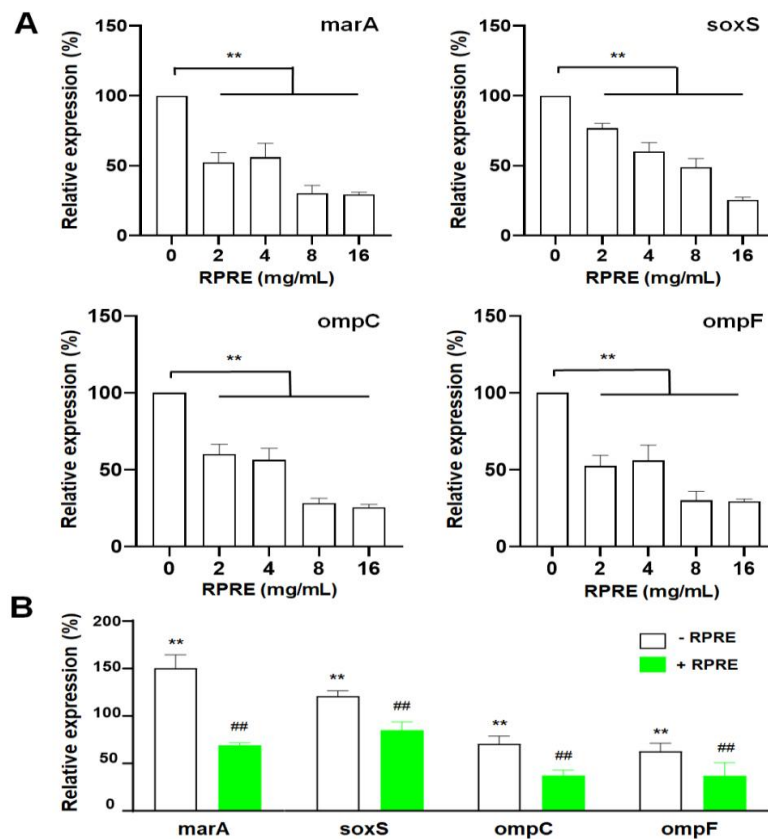 A
marA
Relative expression (%)
150
100
50
0
**
0 2 4 8 16
RPRE (mg/mL)
soxS
Relative expression (%)
150
100
50
0
**
0 2 4 8 16
RPRE (mg/mL)
ompC
Relative expression (%)
150
100
50
0
**
0 2 4 8 16
RPRE (mg/mL)
ompF
Relative expression (%)
150
100
50
0
**
0 2 4 8 16
RPRE (mg/mL)
B
Relative expression (%)
200
150
100
50
0
** ## ** ## ** ## ** ##
- RPRE
+ RPRE
marA soxS ompC ompF